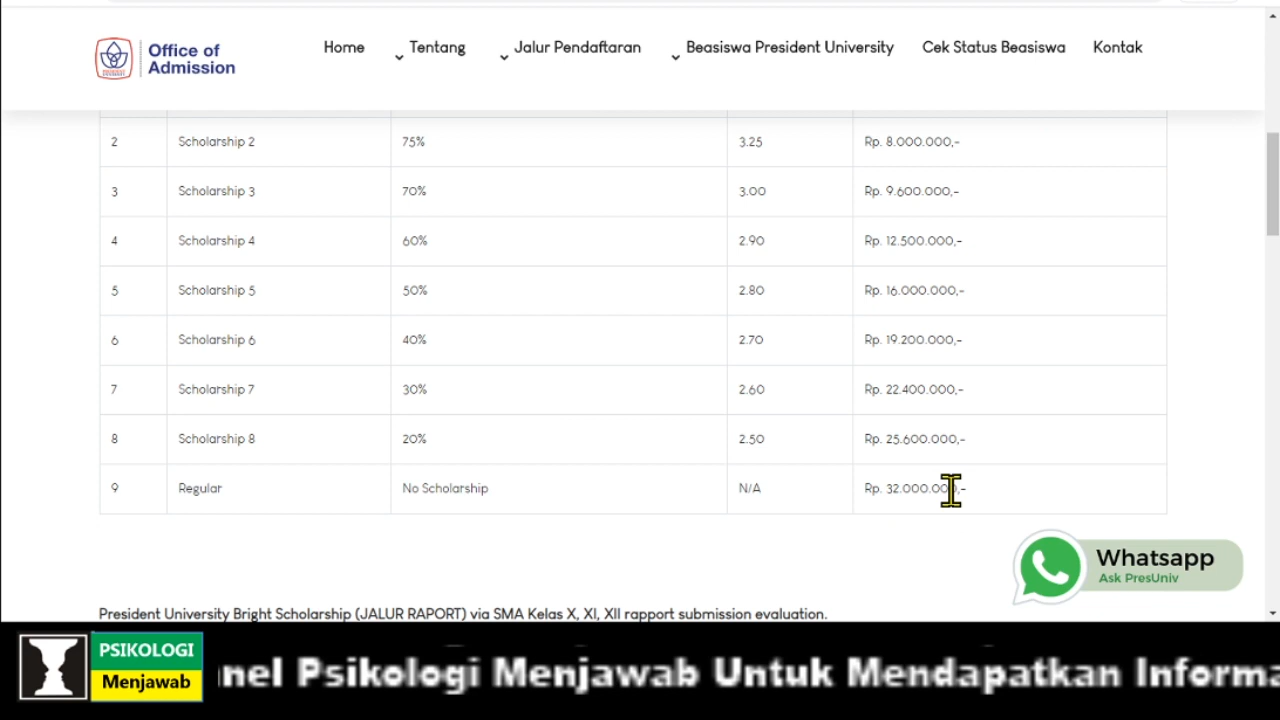 Office of
Admission
Home Tentang Jalur Pendaftaran Beasiswa President University Cek Status Beasiswa Kontak
2 Scholarship 2 75% 3.25 Rp. 8.000.000,-
3 Scholarship 3 70% 3.00 Rp. 9.600.000,-
4 Scholarship 4 60% 2.90 Rp. 12.500.000,-
5 Scholarship 5 50% 2.80 Rp. 16.000.000,-
6 Scholarship 6 40% 2.70 Rp. 19.200.000,-
7 Scholarship 7 30% 2.60 Rp. 22.400.000,-
8 Scholarship 8 20% 2.50 Rp. 25.600.000,-
9 Regular No Scholarship N/A Rp. 32.000.000,-
Whatsapp
Ask PresUniv
President University Bright Scholarship (JALUR RAPORT) via SMA Kelas X, XI, XII rapport submission evaluation.
PSIKOLOGI
Menjawab
nel Psikologi Menjawab Untuk Mendapatkan Informa